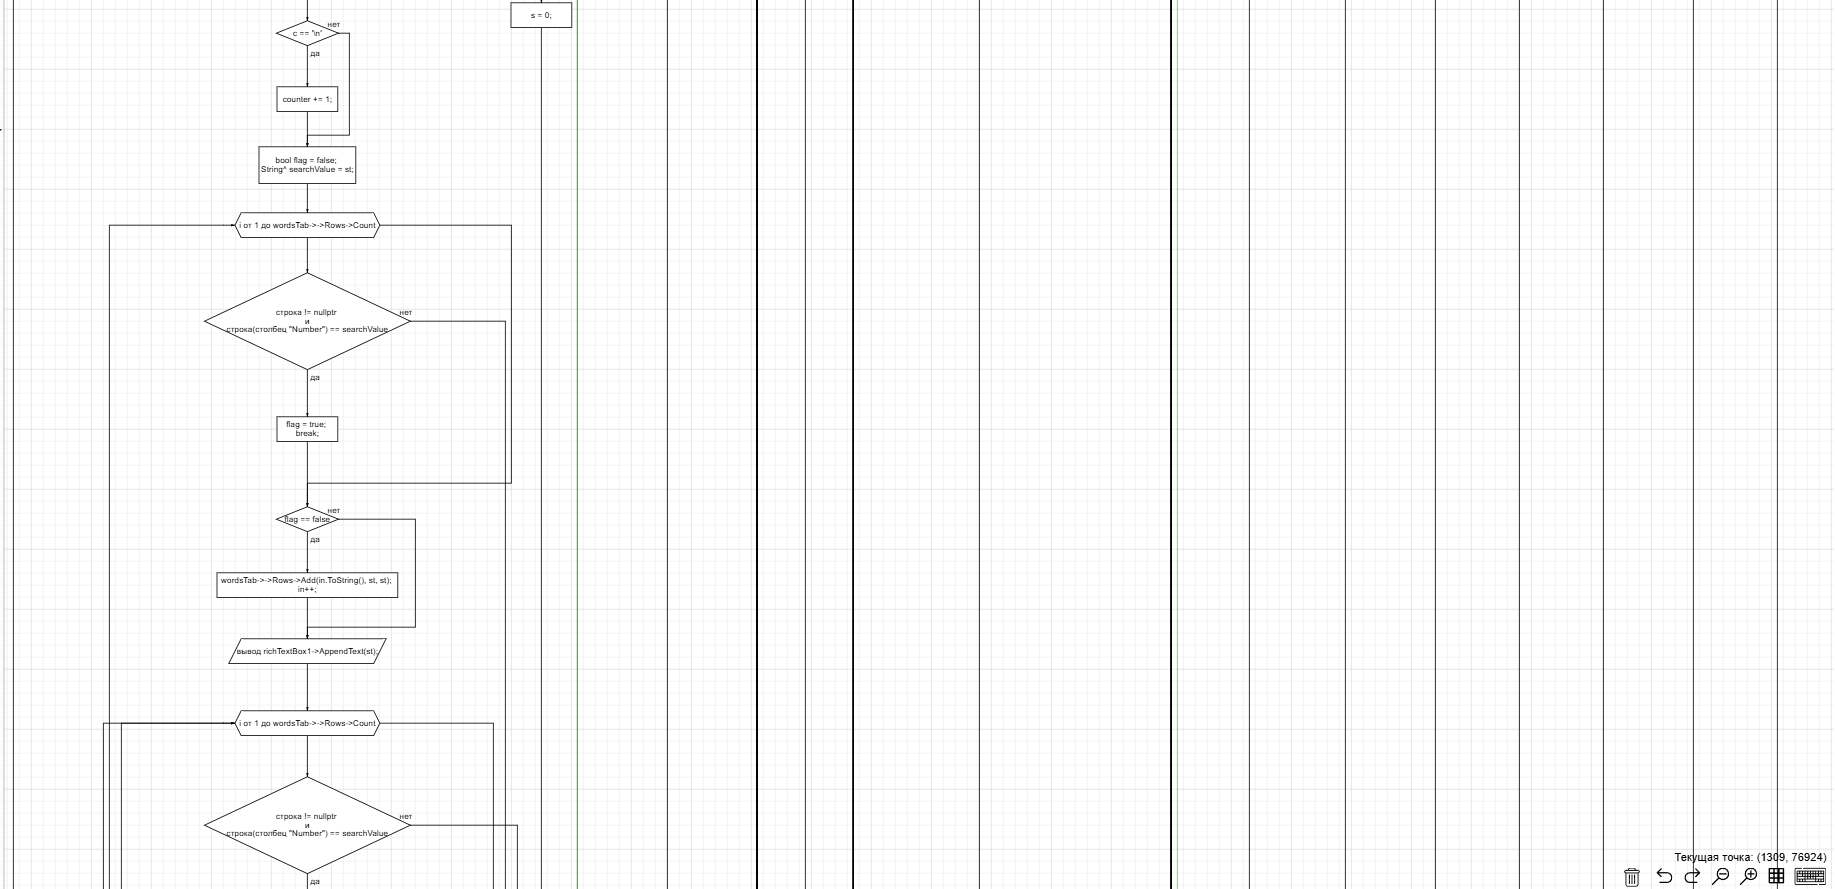 s = 0;
нет
c == '\n'
да
counter += 1;
bool flag = false;
String^ searchValue = st;
i от 1 до wordsTab->->Rows->Count
строка != nullptr
и
строка(столбец "Number") == searchValue
нет
да
flag = true;
break;
нет
flag == false
да
wordsTab->->Rows->Add(in.ToString(), st, st);
in++;
вывод richTextBox1->AppendText(st);
i от 1 до wordsTab->->Rows->Count
строка != nullptr
и
строка(столбец "Number") == searchValue
нет
да
Текущая точка: (1309, 76924)